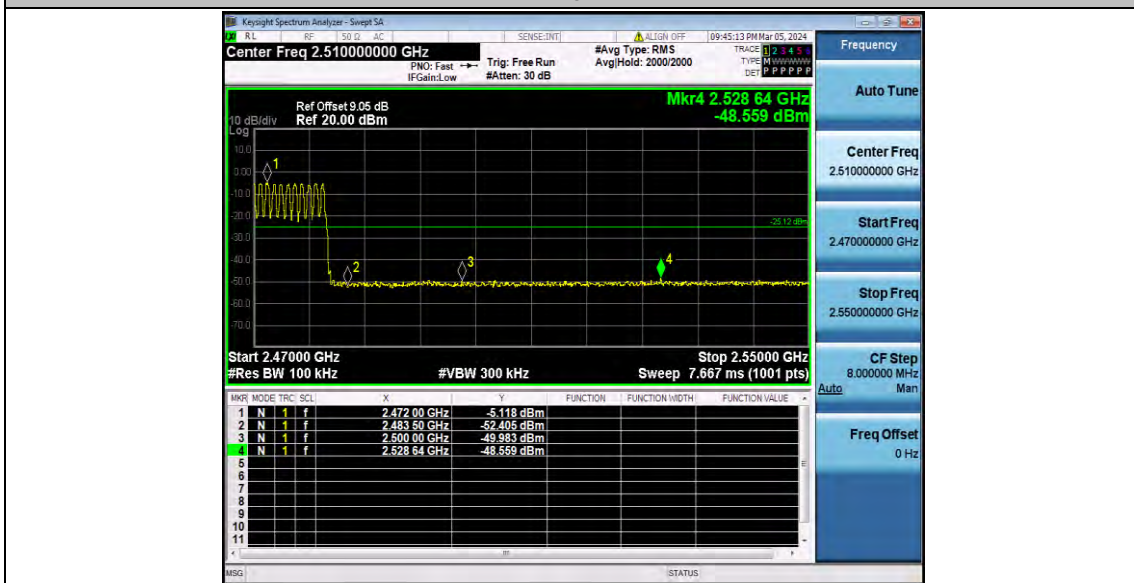 Keysight Spectrum Analyzer - Swept SA
RL RF 50 Ω AC SENSE:INT ALIGN OFF 09:45:13 PM Mar 05, 2024
Center Freq 2.510000000 GHz
PNO: Fast
IFGain:Low
Trig: Free Run
#Atten: 30 dB
#Avg Type: RMS
Avg|Hold: 2000/2000
TRACE 1 2 3 4 5 6
TYPE M WWWWW
DET P P P P P P
Mkr4 2.528 64 GHz
-48.559 dBm
Ref Offset 9.05 dB
10 dB/div Ref 20.00 dBm
Log
10.0
0.00
-10.0
-20.0
-30.0
-40.0
-50.0
-60.0
-70.0
1
2
3
4
-25.12 dBm
Start 2.47000 GHz Stop 2.55000 GHz
#Res BW 100 kHz #VBW 300 kHz Sweep 7.667 ms (1001 pts)
MKR MODE TRC SCL X Y FUNCTION FUNCTION WIDTH FUNCTION VALUE
1 N 1 f 2.472 00 GHz -5.118 dBm
2 N 1 f 2.483 50 GHz -52.405 dBm
3 N 1 f 2.500 00 GHz -49.983 dBm
4 N 1 f 2.528 64 GHz -48.559 dBm
5
6
7
8
9
10
11
MSG STATUS
Frequency
Auto Tune
Center Freq
2.510000000 GHz
Start Freq
2.470000000 GHz
Stop Freq
2.550000000 GHz
CF Step
8.000000 MHz
Auto Man
Freq Offset
0 Hz